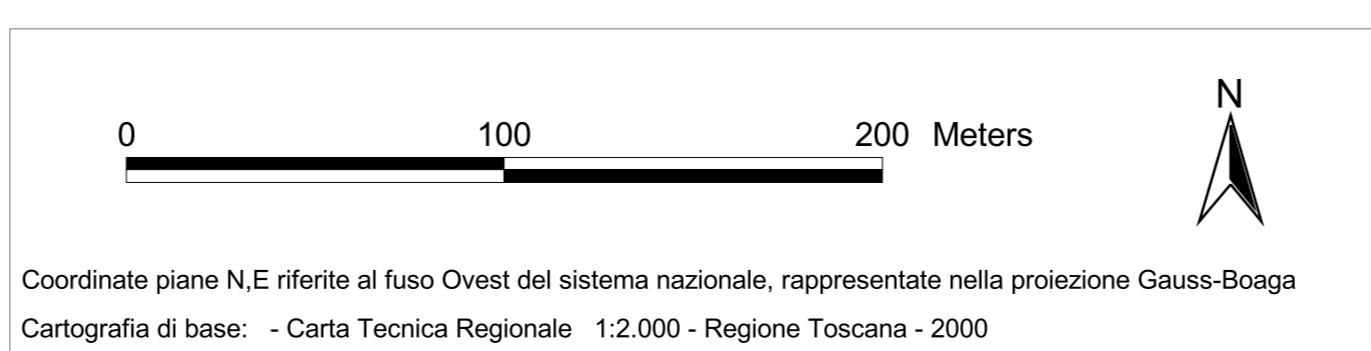 N
0 100 200 Meters
Coordinate piane N,E riferite al fuso Ovest del sistema nazionale, rappresentate nella proiezione Gauss-Boaga
Cartografia di base: - Carta Tecnica Regionale 1:2.000 - Regione Toscana - 2000